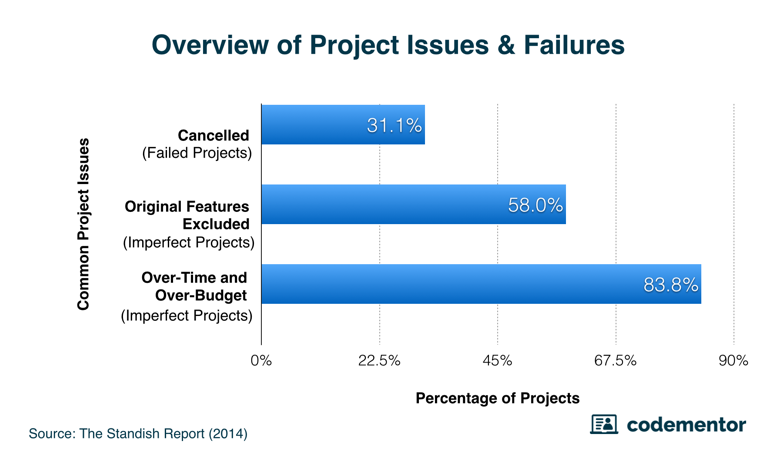 Overview of Project Issues & Failures
Common Project Issues
Cancelled
(Failed Projects)
31.1%
Original Features
Excluded
(Imperfect Projects)
58.0%
Over-Time and
Over-Budget
(Imperfect Projects)
83.8%
0% 22.5% 45% 67.5% 90%
Percentage of Projects
Source: The Standish Report (2014)
codementor